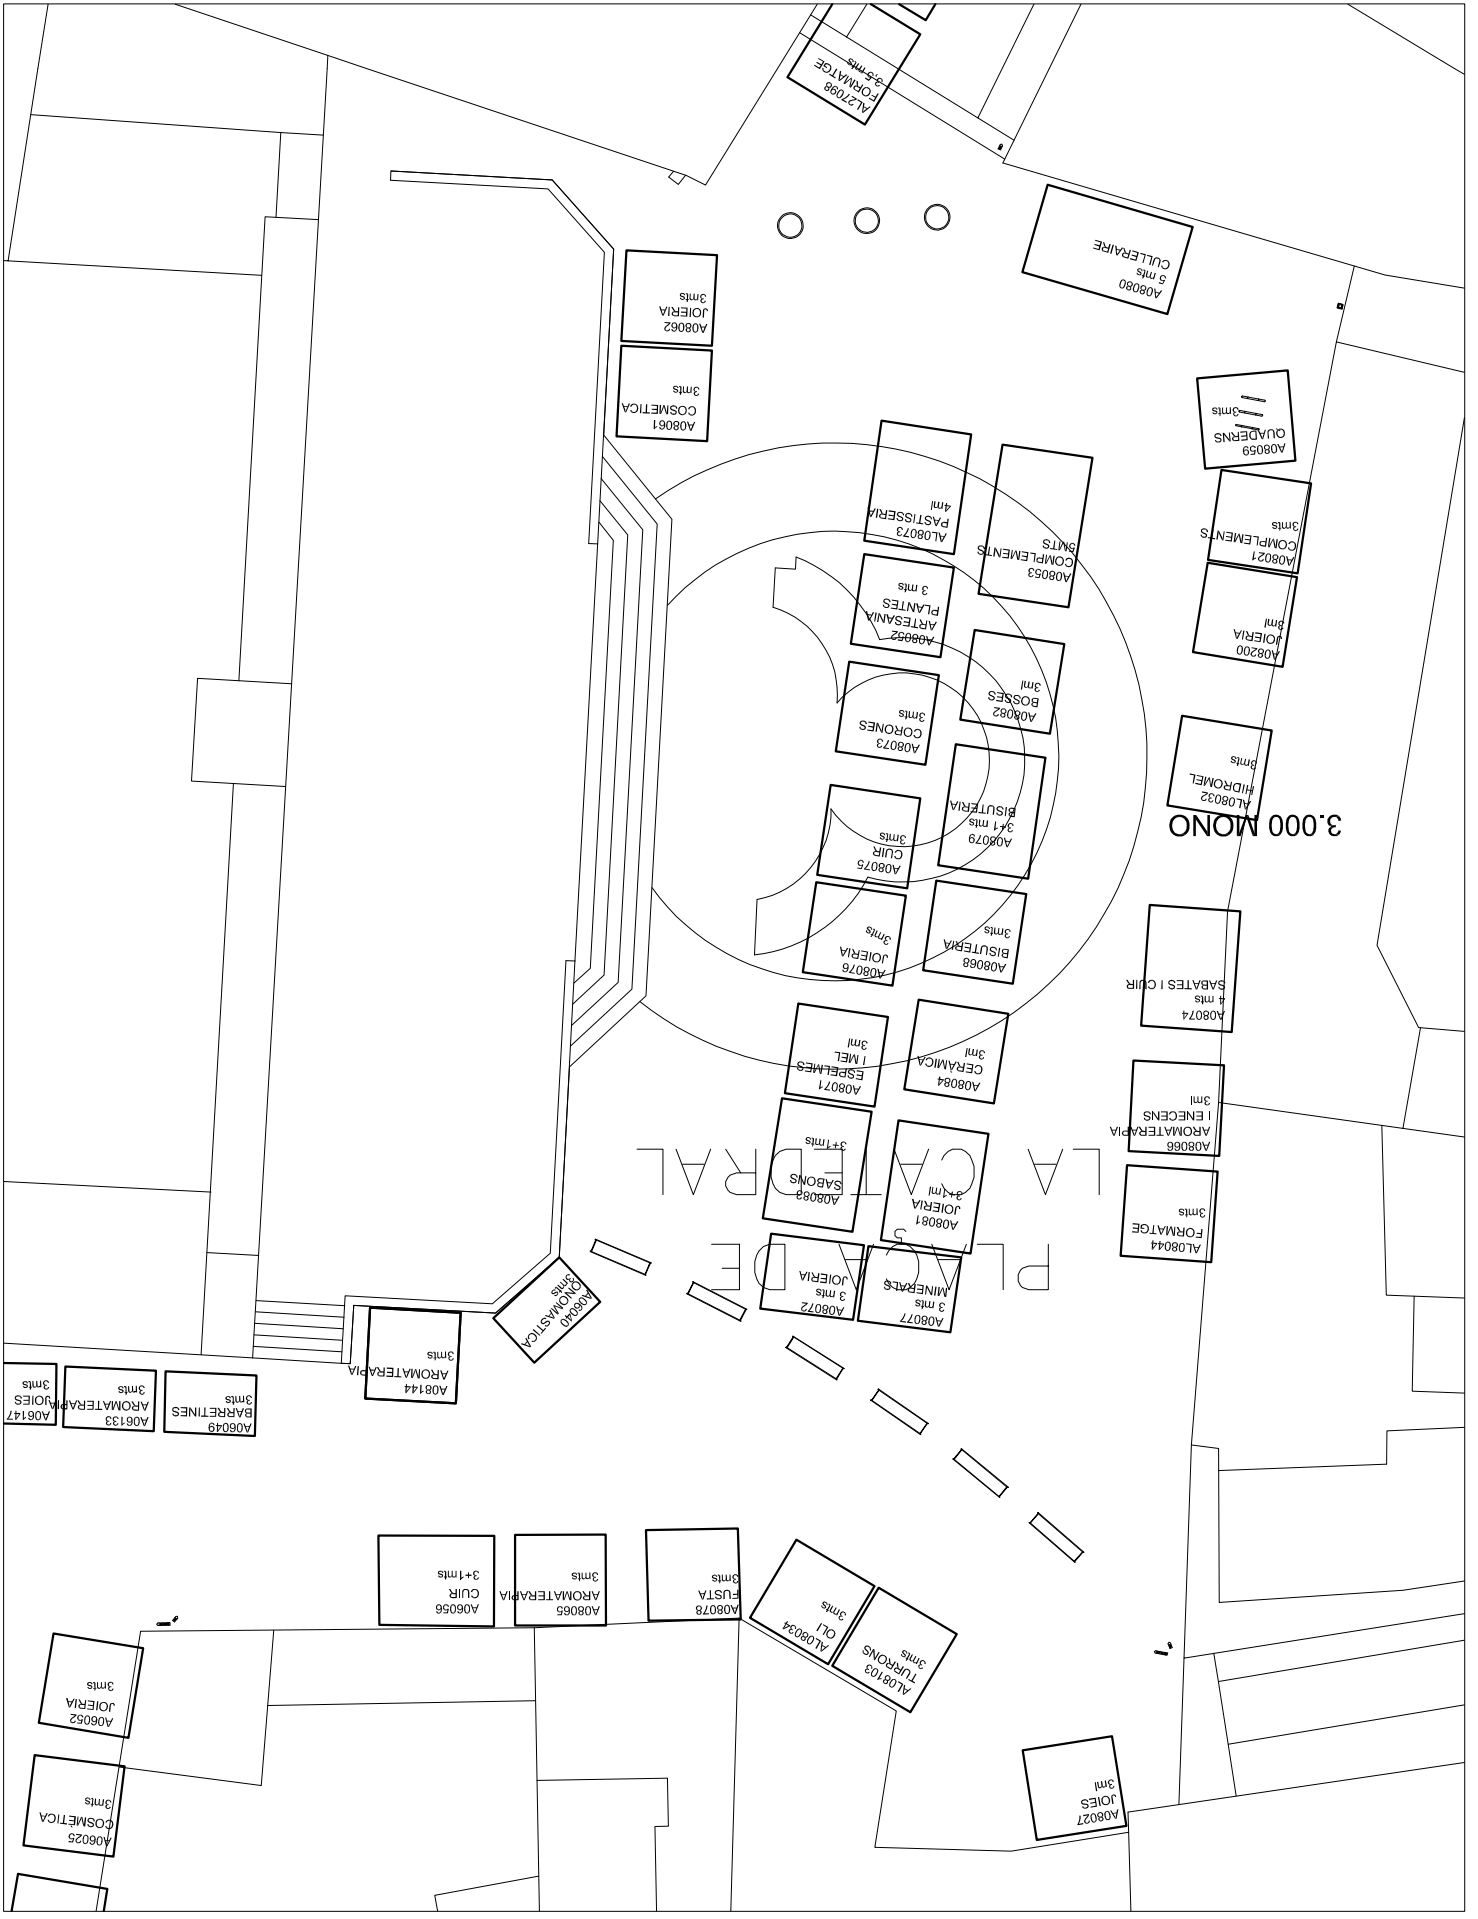 A08027
JOIES
3ml
A06025
COSMÈTICA
3mts
A06052
JOIERIA
3mts
AL08103
TURRONS
3mts
AL08034
OLI
3mts
A08078
FUSTA
3mts
A08065
AROMATERAPIA
3mts
A06056
CUIR
3+1mts
A06049
BARRETINES
3mts
A06133
AROMATERAPIA
3mts
A06147
JOIES
3mts
A08144
AROMATERAPIA
3mts
A06040
ONOMASTICA
3mts
A08077
3 mts
MINERALS
A08072
3 mts
JOIERIA
PLAÇA DE
LA CATEDRAL
AL08044
FORMATGE
3mts
A08081
JOIERIA
3+1ml
A08083
SABONS
3+1mts
A08066
AROMATERAPIA
I ENECENS
3ml
A08084
CERÀMICA
3ml
A08071
ESPELMES
I MEL
3ml
A08074
4 mts
SABATES I CUIR
A08068
BISUTERIA
3mts
A08076
JOIERIA
3mts
A08075
CUIR
3mts
A08079
3+1 mts
BISUTERIA
3.000 MONO
AL08032
HIDROMEL
3mts
A08073
CORONES
3mts
A08082
BOSSES
3ml
A08200
JOIERIA
3ml
A08052
ARTESANIA
PLANTES
3 mts
A08053
COMPLEMENTS
5MTS
A08021
COMPLEMENTS
3mts
AL08073
PASTISSERIA
4ml
A08059
QUADERNS
3mts
A08061
COSMETICA
3mts
A08062
JOIERIA
3mts
A08080
5 mts
CULLERAIRE
AL27098
FORMATGE
3,5 mts